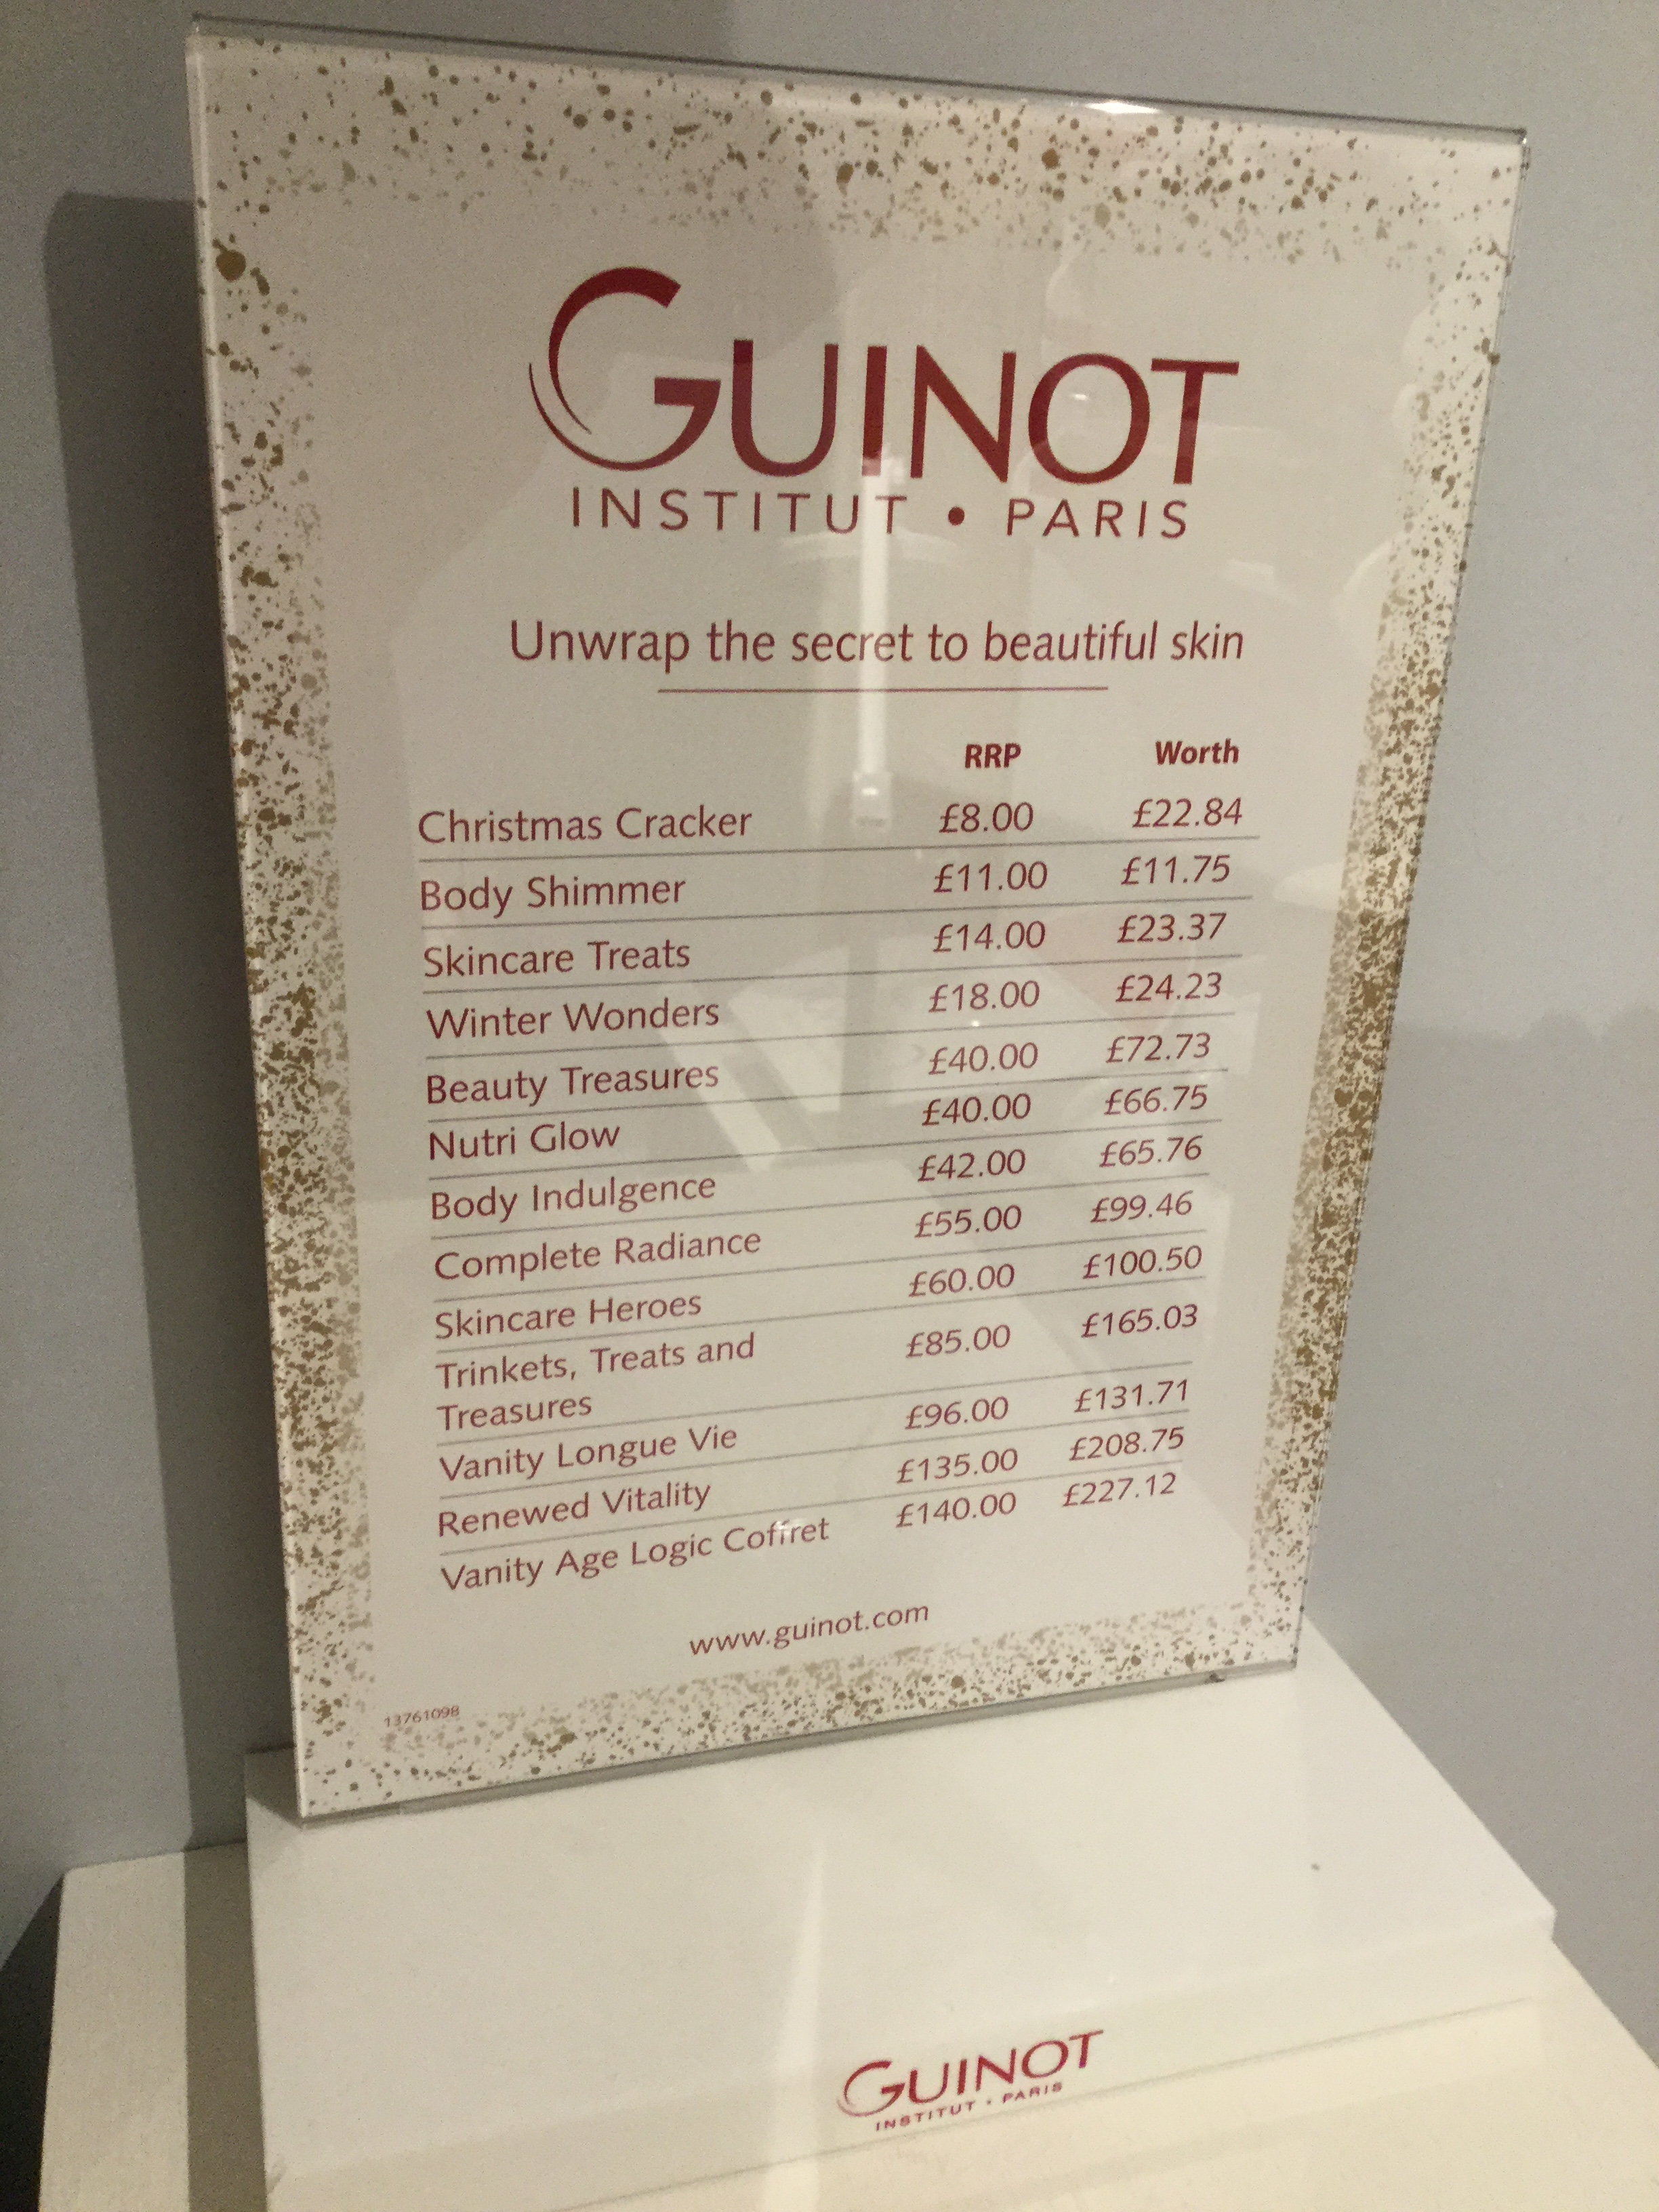 GUINOT
INSTITUT • PARIS
Unwrap the secret to beautiful skin
RRP Worth
Christmas Cracker £8.00 £22.84
Body Shimmer £11.00 £11.75
Skincare Treats £14.00 £23.37
Winter Wonders £18.00 £24.23
Beauty Treasures £40.00 £72.73
Nutri Glow £40.00 £66.75
Body Indulgence £42.00 £65.76
Complete Radiance £55.00 £99.46
Skincare Heroes £60.00 £100.50
Trinkets, Treats and £85.00 £165.03
Treasures
Vanity Longue Vie £96.00 £131.71
Renewed Vitality £135.00 £208.75
Vanity Age Logic Coffret £140.00 £227.12
www.guinot.com
13761098
GUINOT
INSTITUT • PARIS